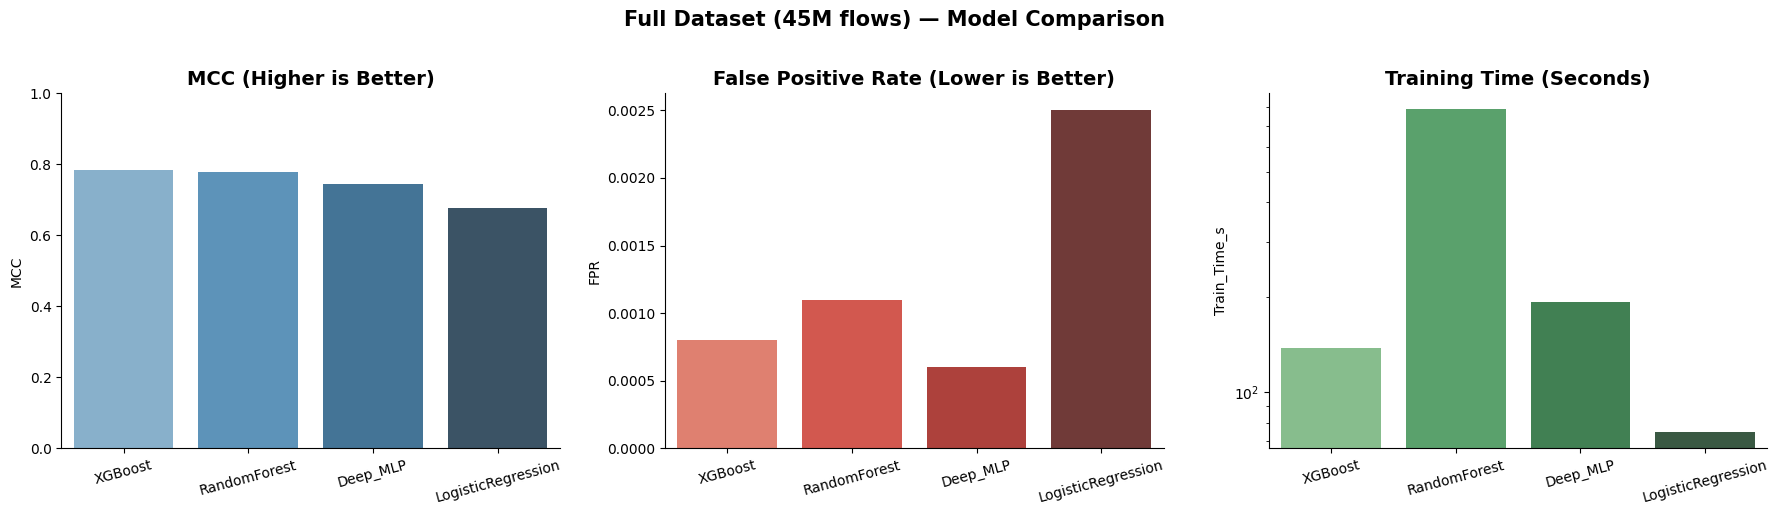 Full Dataset (45M flows) — Model Comparison
MCC (Higher is Better)
MCC
1.0
0.8
0.6
0.4
0.2
0.0
XGBoost
RandomForest
Deep_MLP
LogisticRegression
False Positive Rate (Lower is Better)
FPR
0.0025
0.0020
0.0015
0.0010
0.0005
0.0000
XGBoost
RandomForest
Deep_MLP
LogisticRegression
Training Time (Seconds)
Train_Time_s
10²
XGBoost
RandomForest
Deep_MLP
LogisticRegression